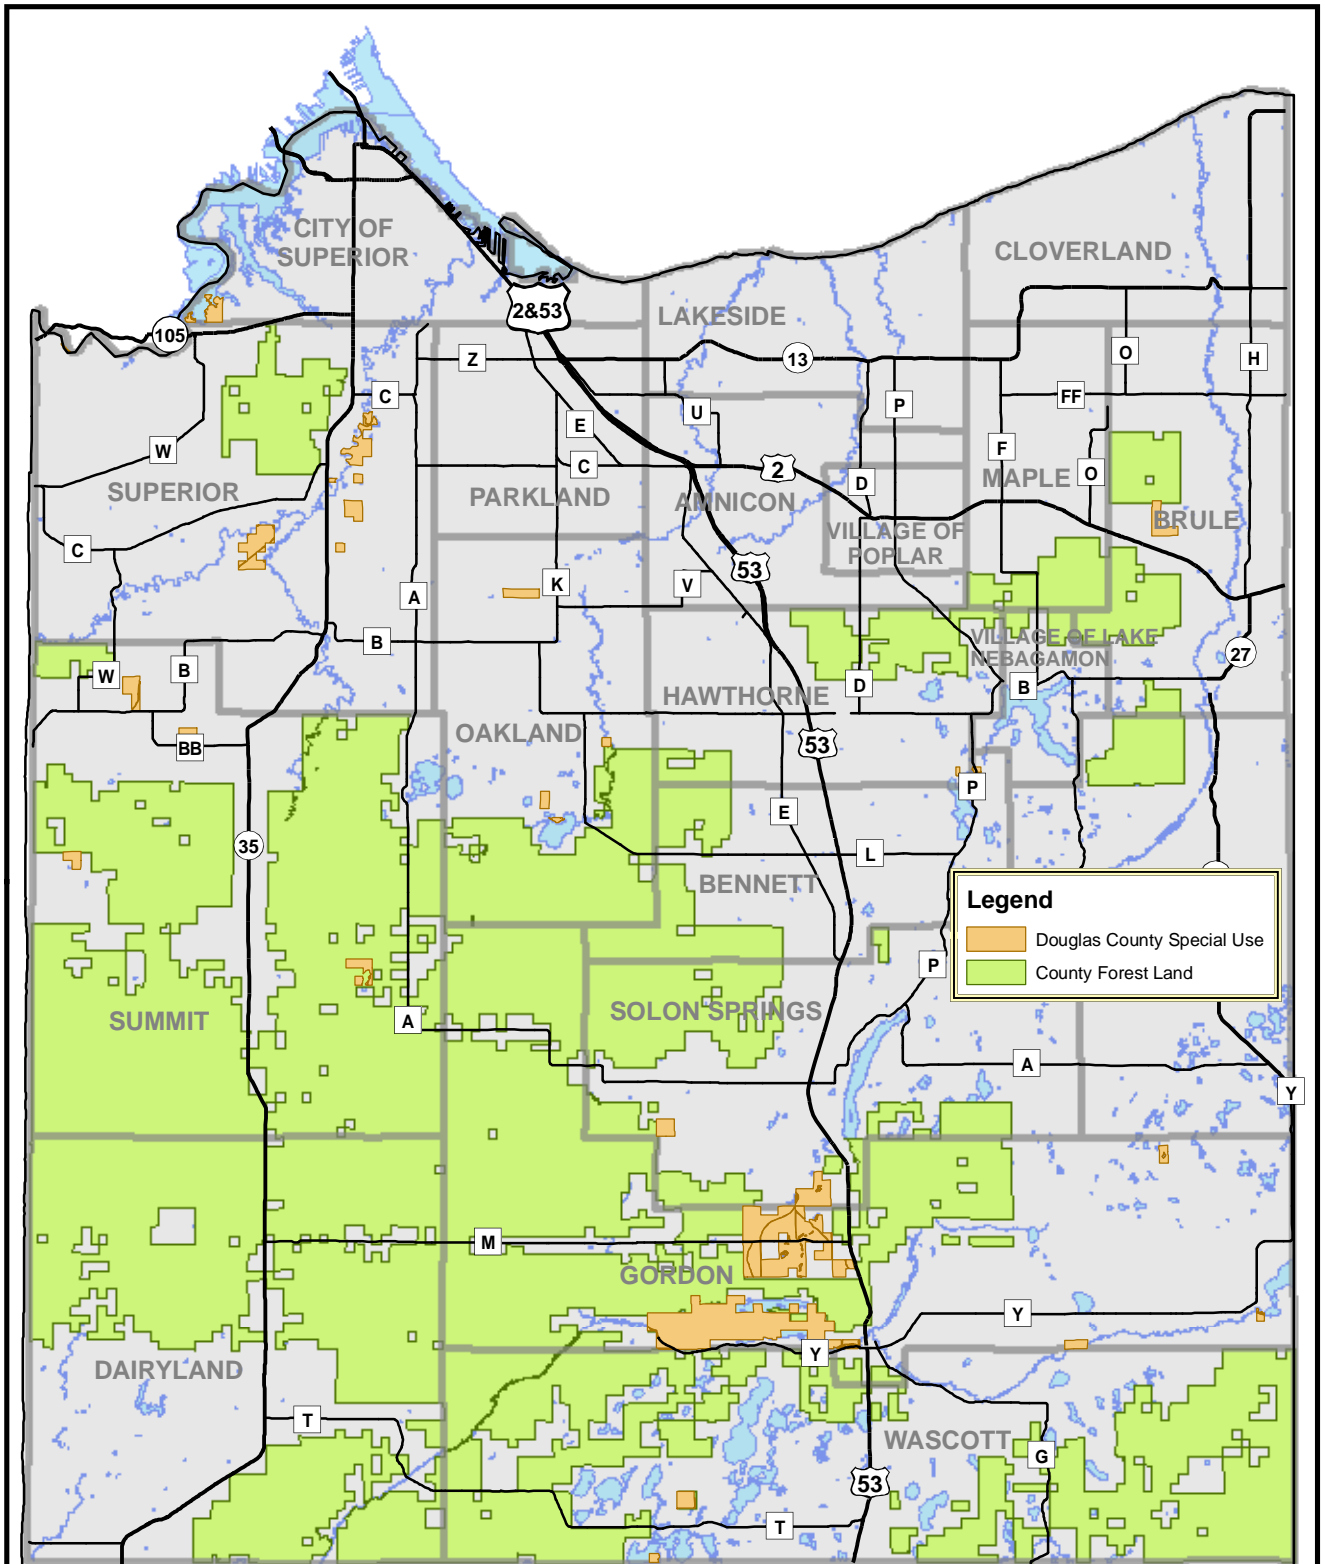 CITY OF
SUPERIOR
CLOVERLAND
2&53
LAKESIDE
105
Z
13
O
H
C
FF
P
U
E
W
F
C
2
O
D
SUPERIOR
PARKLAND
AMNICON
MAPLE
BRULE
VILLAGE OF
POPLAR
C
53
K
V
A
B
VILLAGE OF LAKE
NEBAGAMON
27
W
B
D
B
HAWTHORNE
OAKLAND
BB
53
P
E
35
L
BENNETT
Legend
Douglas County Special Use
County Forest Land
P
SOLON SPRINGS
SUMMIT
A
A
Y
M
GORDON
Y
Y
DAIRYLAND
T
WASCOTT
G
53
T